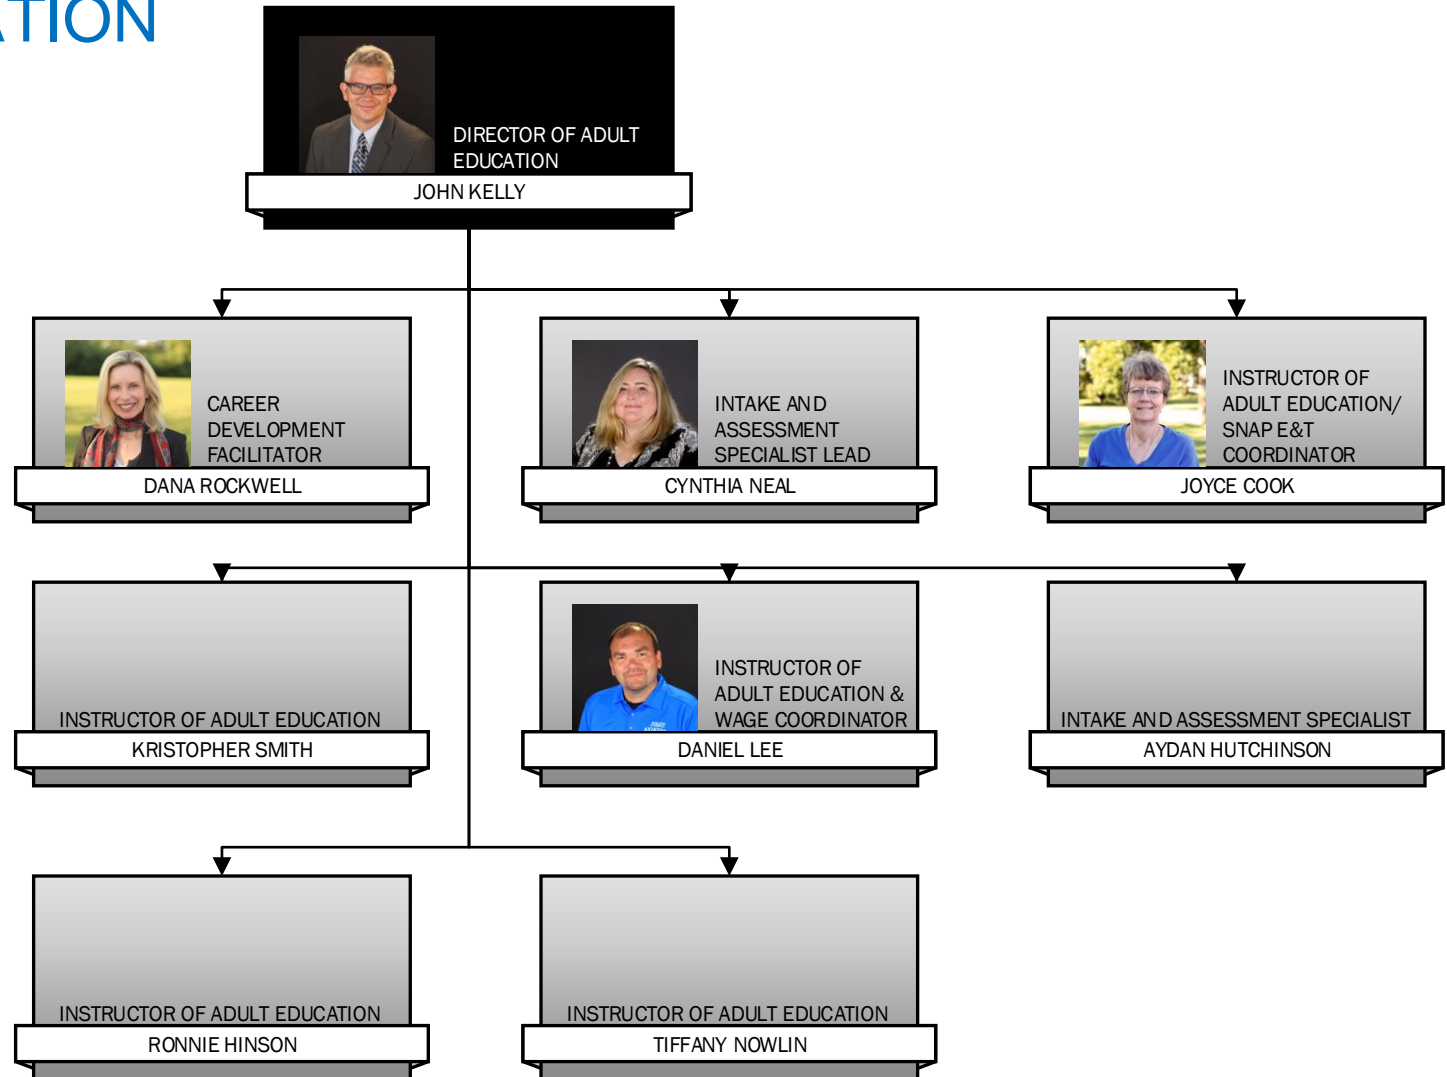 ATION
DIRECTOR OF ADULT
EDUCATION
JOHN KELLY
CAREER
DEVELOPMENT
FACILITATOR
DANA ROCKWELL
INTAKE AND
ASSESSMENT
SPECIALIST LEAD
CYNTHIA NEAL
INSTRUCTOR OF
ADULT EDUCATION/
SNAP E&T
COORDINATOR
JOYCE COOK
INSTRUCTOR OF ADULT EDUCATION
KRISTOPHER SMITH
INSTRUCTOR OF
ADULT EDUCATION &
WAGE COORDINATOR
DANIEL LEE
INTAKE AND ASSESSMENT SPECIALIST
AYDAN HUTCHINSON
INSTRUCTOR OF ADULT EDUCATION
RONNIE HINSON
INSTRUCTOR OF ADULT EDUCATION
TIFFANY NOWLIN